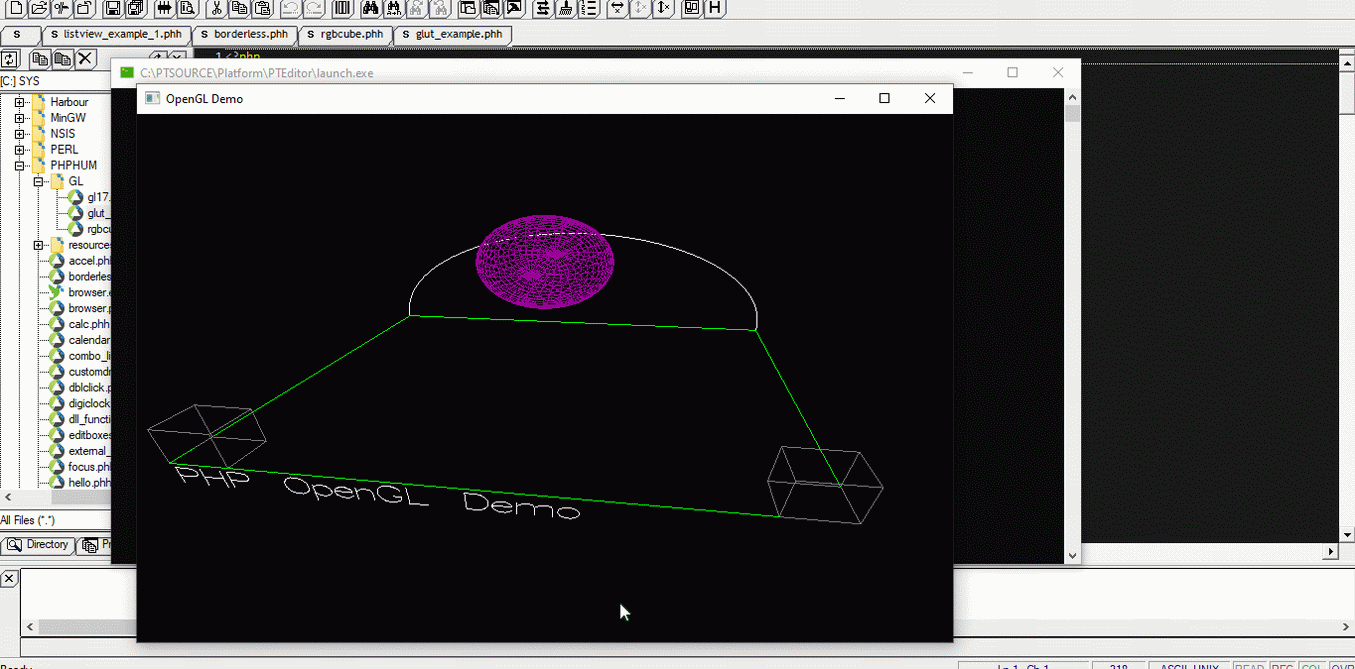 S
S listview_example_1.phh
S borderless.phh
S rgbcube.phh
S glut_example.phh
1 <?php
[C:] SYS
C:\PTSOURCE\Platform\PTEditor\launch.exe
OpenGL Demo
Harbour
MinGW
NSIS
PERL
PHPHUM
GL
gl17.
glut_
rgbcu
resources
accel.ph
borderles
browser.e
browser.p
calc.phh
calendar
combo_li
customdr
dblclick.p
digiclock
dll_functi
editboxes
external_
focus.ph
hello.phh
PHP OpenGL Demo
All Files (*.*)
Directory
Ready
Ln 1, Ch 1
218
ASCII, UNIX
READ
REC
COL
OVR